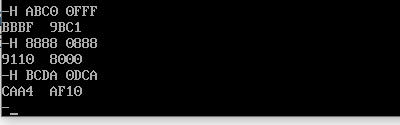 -H ABC0 0FFF
BBBF  9BC1
-H 8888 0888
9110  8000
-H BCDA 0DCA
CAA4  AF10
-_